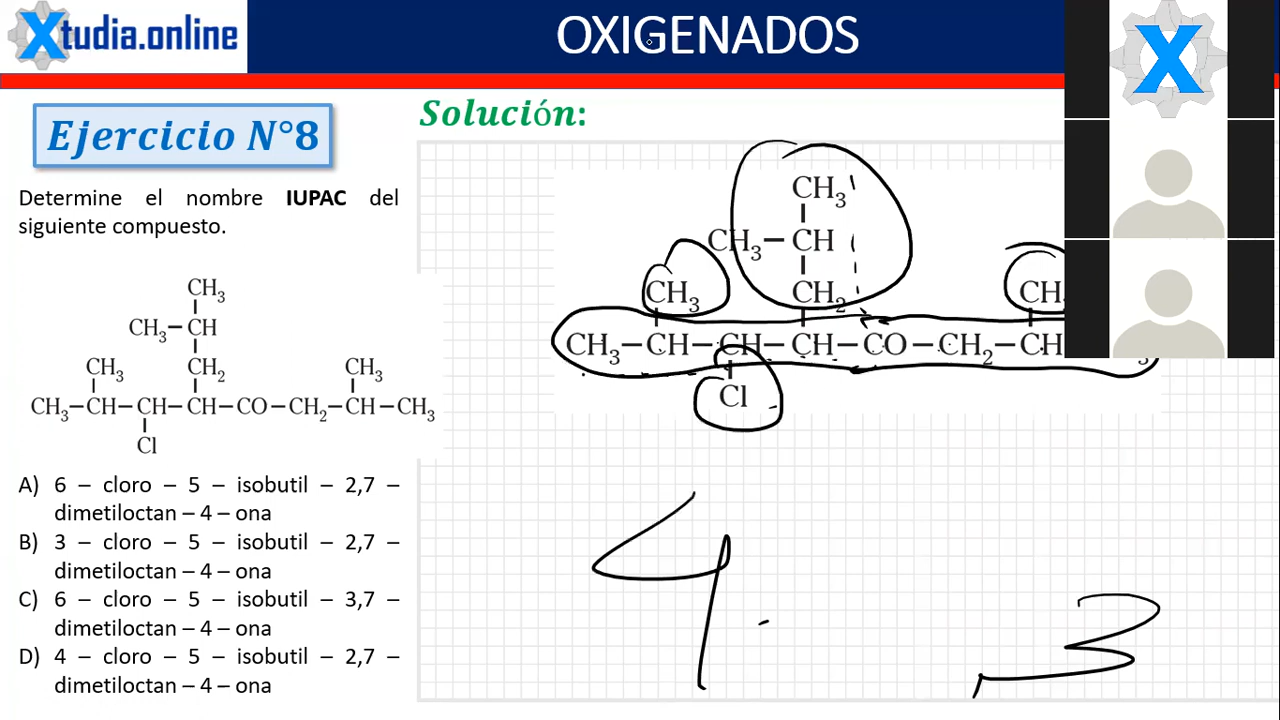 Xtudia.online
OXIGENADOS
Ejercicio N°8
Solución:
Determine el nombre IUPAC del
siguiente compuesto.
CH3
CH3–CH
CH3 CH2 CH3
CH3–CH–CH–CH–CO–CH2–CH–CH3
Cl
A) 6 – cloro – 5 – isobutil – 2,7 –
dimetiloctan – 4 – ona
B) 3 – cloro – 5 – isobutil – 2,7 –
dimetiloctan – 4 – ona
C) 6 – cloro – 5 – isobutil – 3,7 –
dimetiloctan – 4 – ona
D) 4 – cloro – 5 – isobutil – 2,7 –
dimetiloctan – 4 – ona
CH3
CH3–CH
CH3 CH2 CH
CH3–CH–CH–CH–CO–CH2–CH 3
Cl
4
3
X